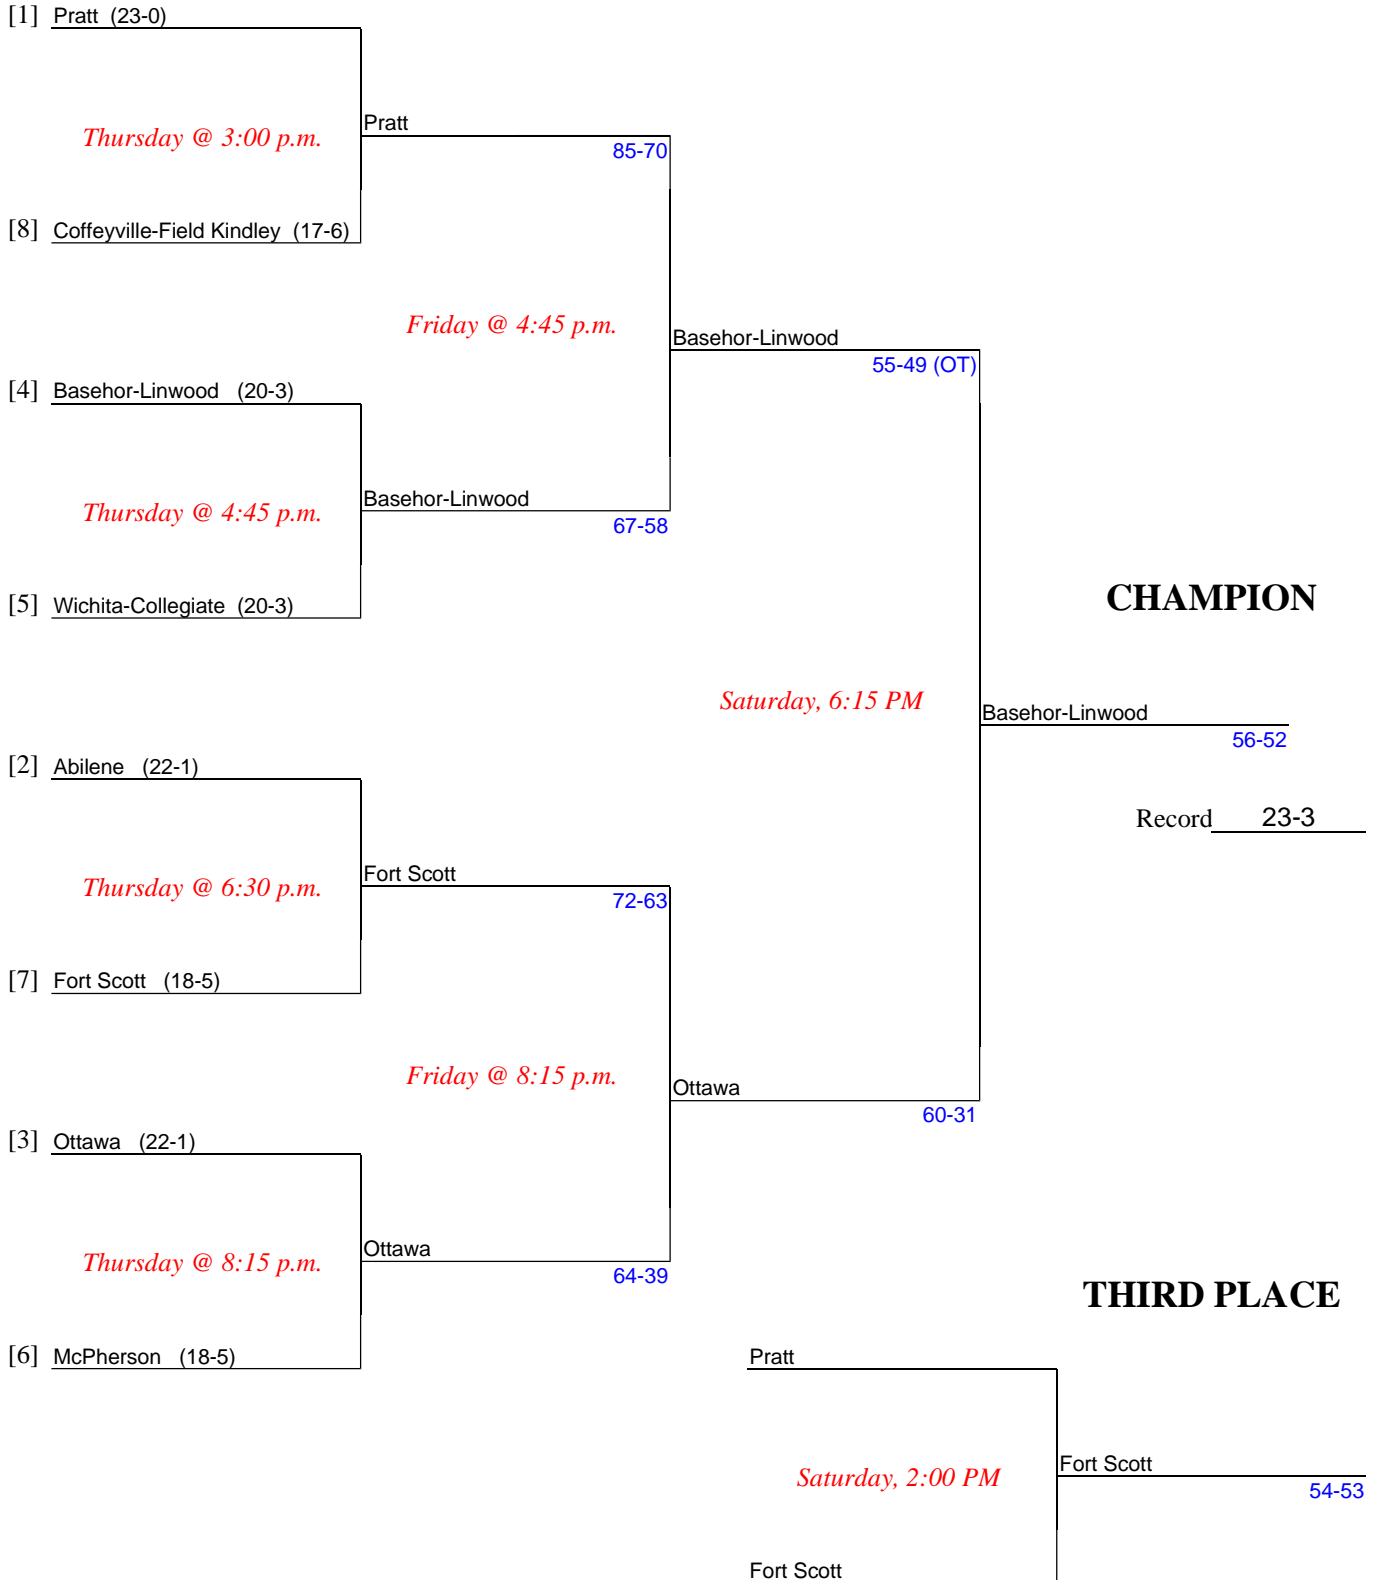 [1] Pratt (23-0)
Pratt
Thursday @ 3:00 p.m.
85-70
[8] Coffeyville-Field Kindley (17-6)
Friday @ 4:45 p.m.
Basehor-Linwood
55-49 (OT)
[4] Basehor-Linwood (20-3)
Basehor-Linwood
Thursday @ 4:45 p.m.
67-58
[5] Wichita-Collegiate (20-3)
CHAMPION
Saturday, 6:15 PM
Basehor-Linwood
56-52
[2] Abilene (22-1)
Record 23-3
Fort Scott
Thursday @ 6:30 p.m.
72-63
[7] Fort Scott (18-5)
Friday @ 8:15 p.m.
Ottawa
60-31
[3] Ottawa (22-1)
Ottawa
Thursday @ 8:15 p.m.
64-39
THIRD PLACE
[6] McPherson (18-5)
Pratt
Fort Scott
Saturday, 2:00 PM
54-53
Fort Scott